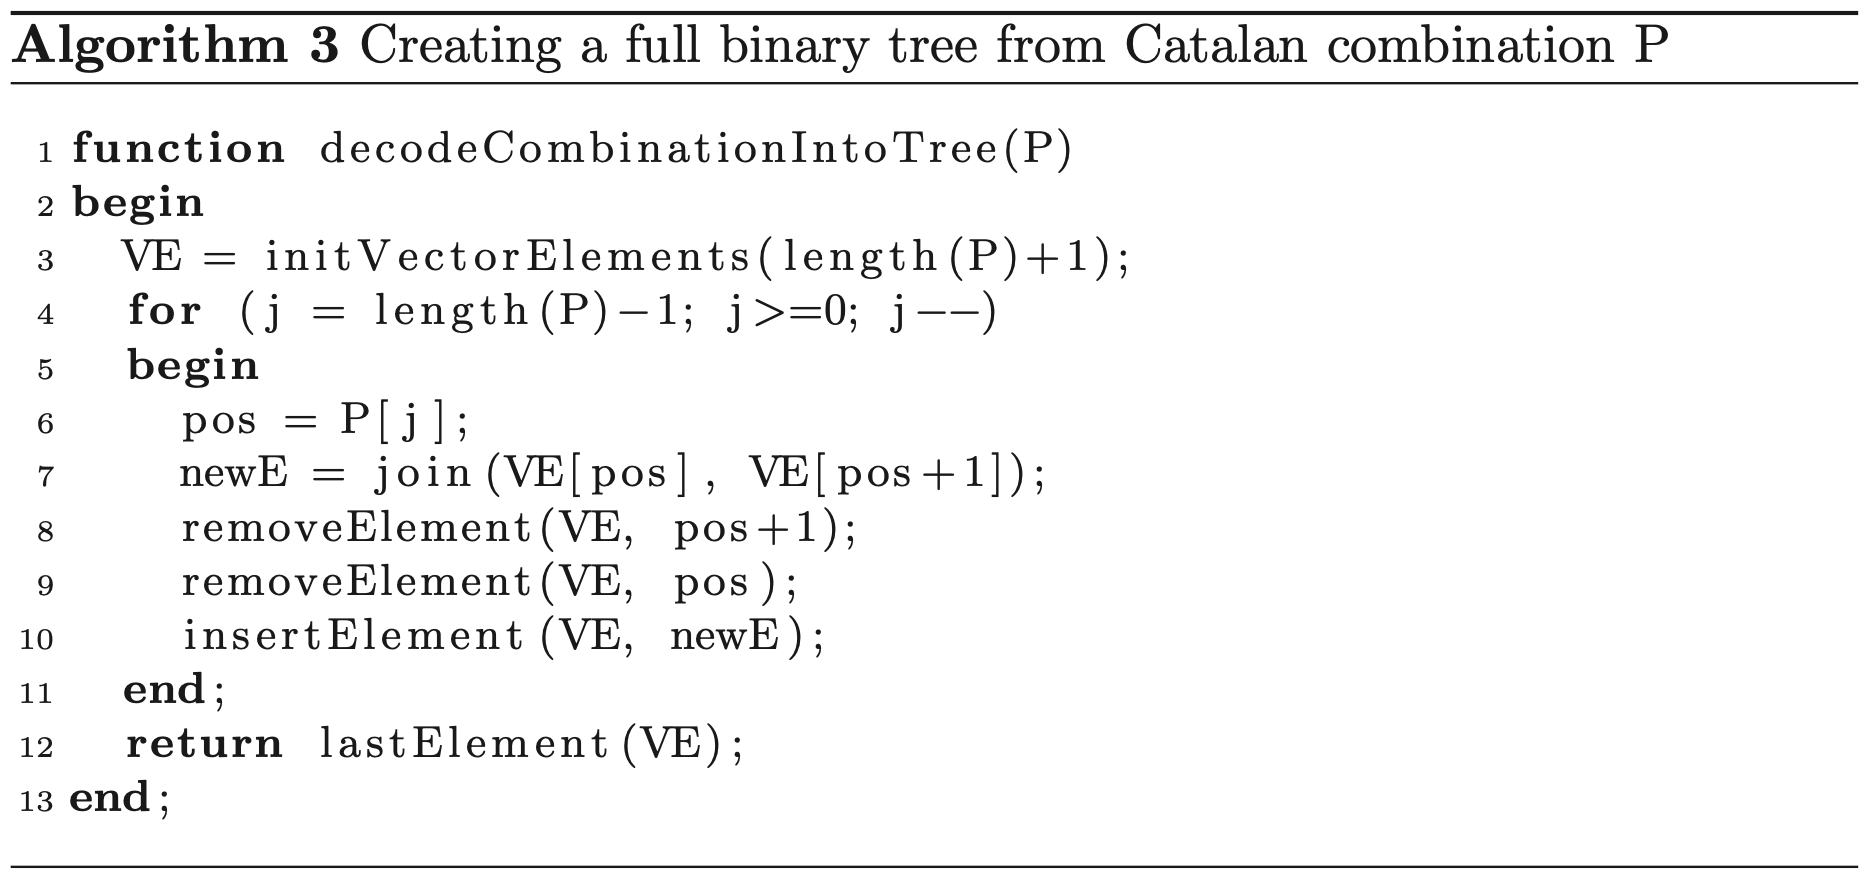 Algorithm 3 Creating a full binary tree from Catalan combination P
1 function decodeCombinationIntoTree(P)
2 begin
3 VE = initVectorElements(length(P)+1);
4 for (j = length(P)−1; j>=0; j−−)
5 begin
6 pos = P[j];
7 newE = join(VE[pos], VE[pos+1]);
8 removeElement(VE, pos+1);
9 removeElement(VE, pos);
10 insertElement(VE, newE);
11 end;
12 return lastElement(VE);
13 end;